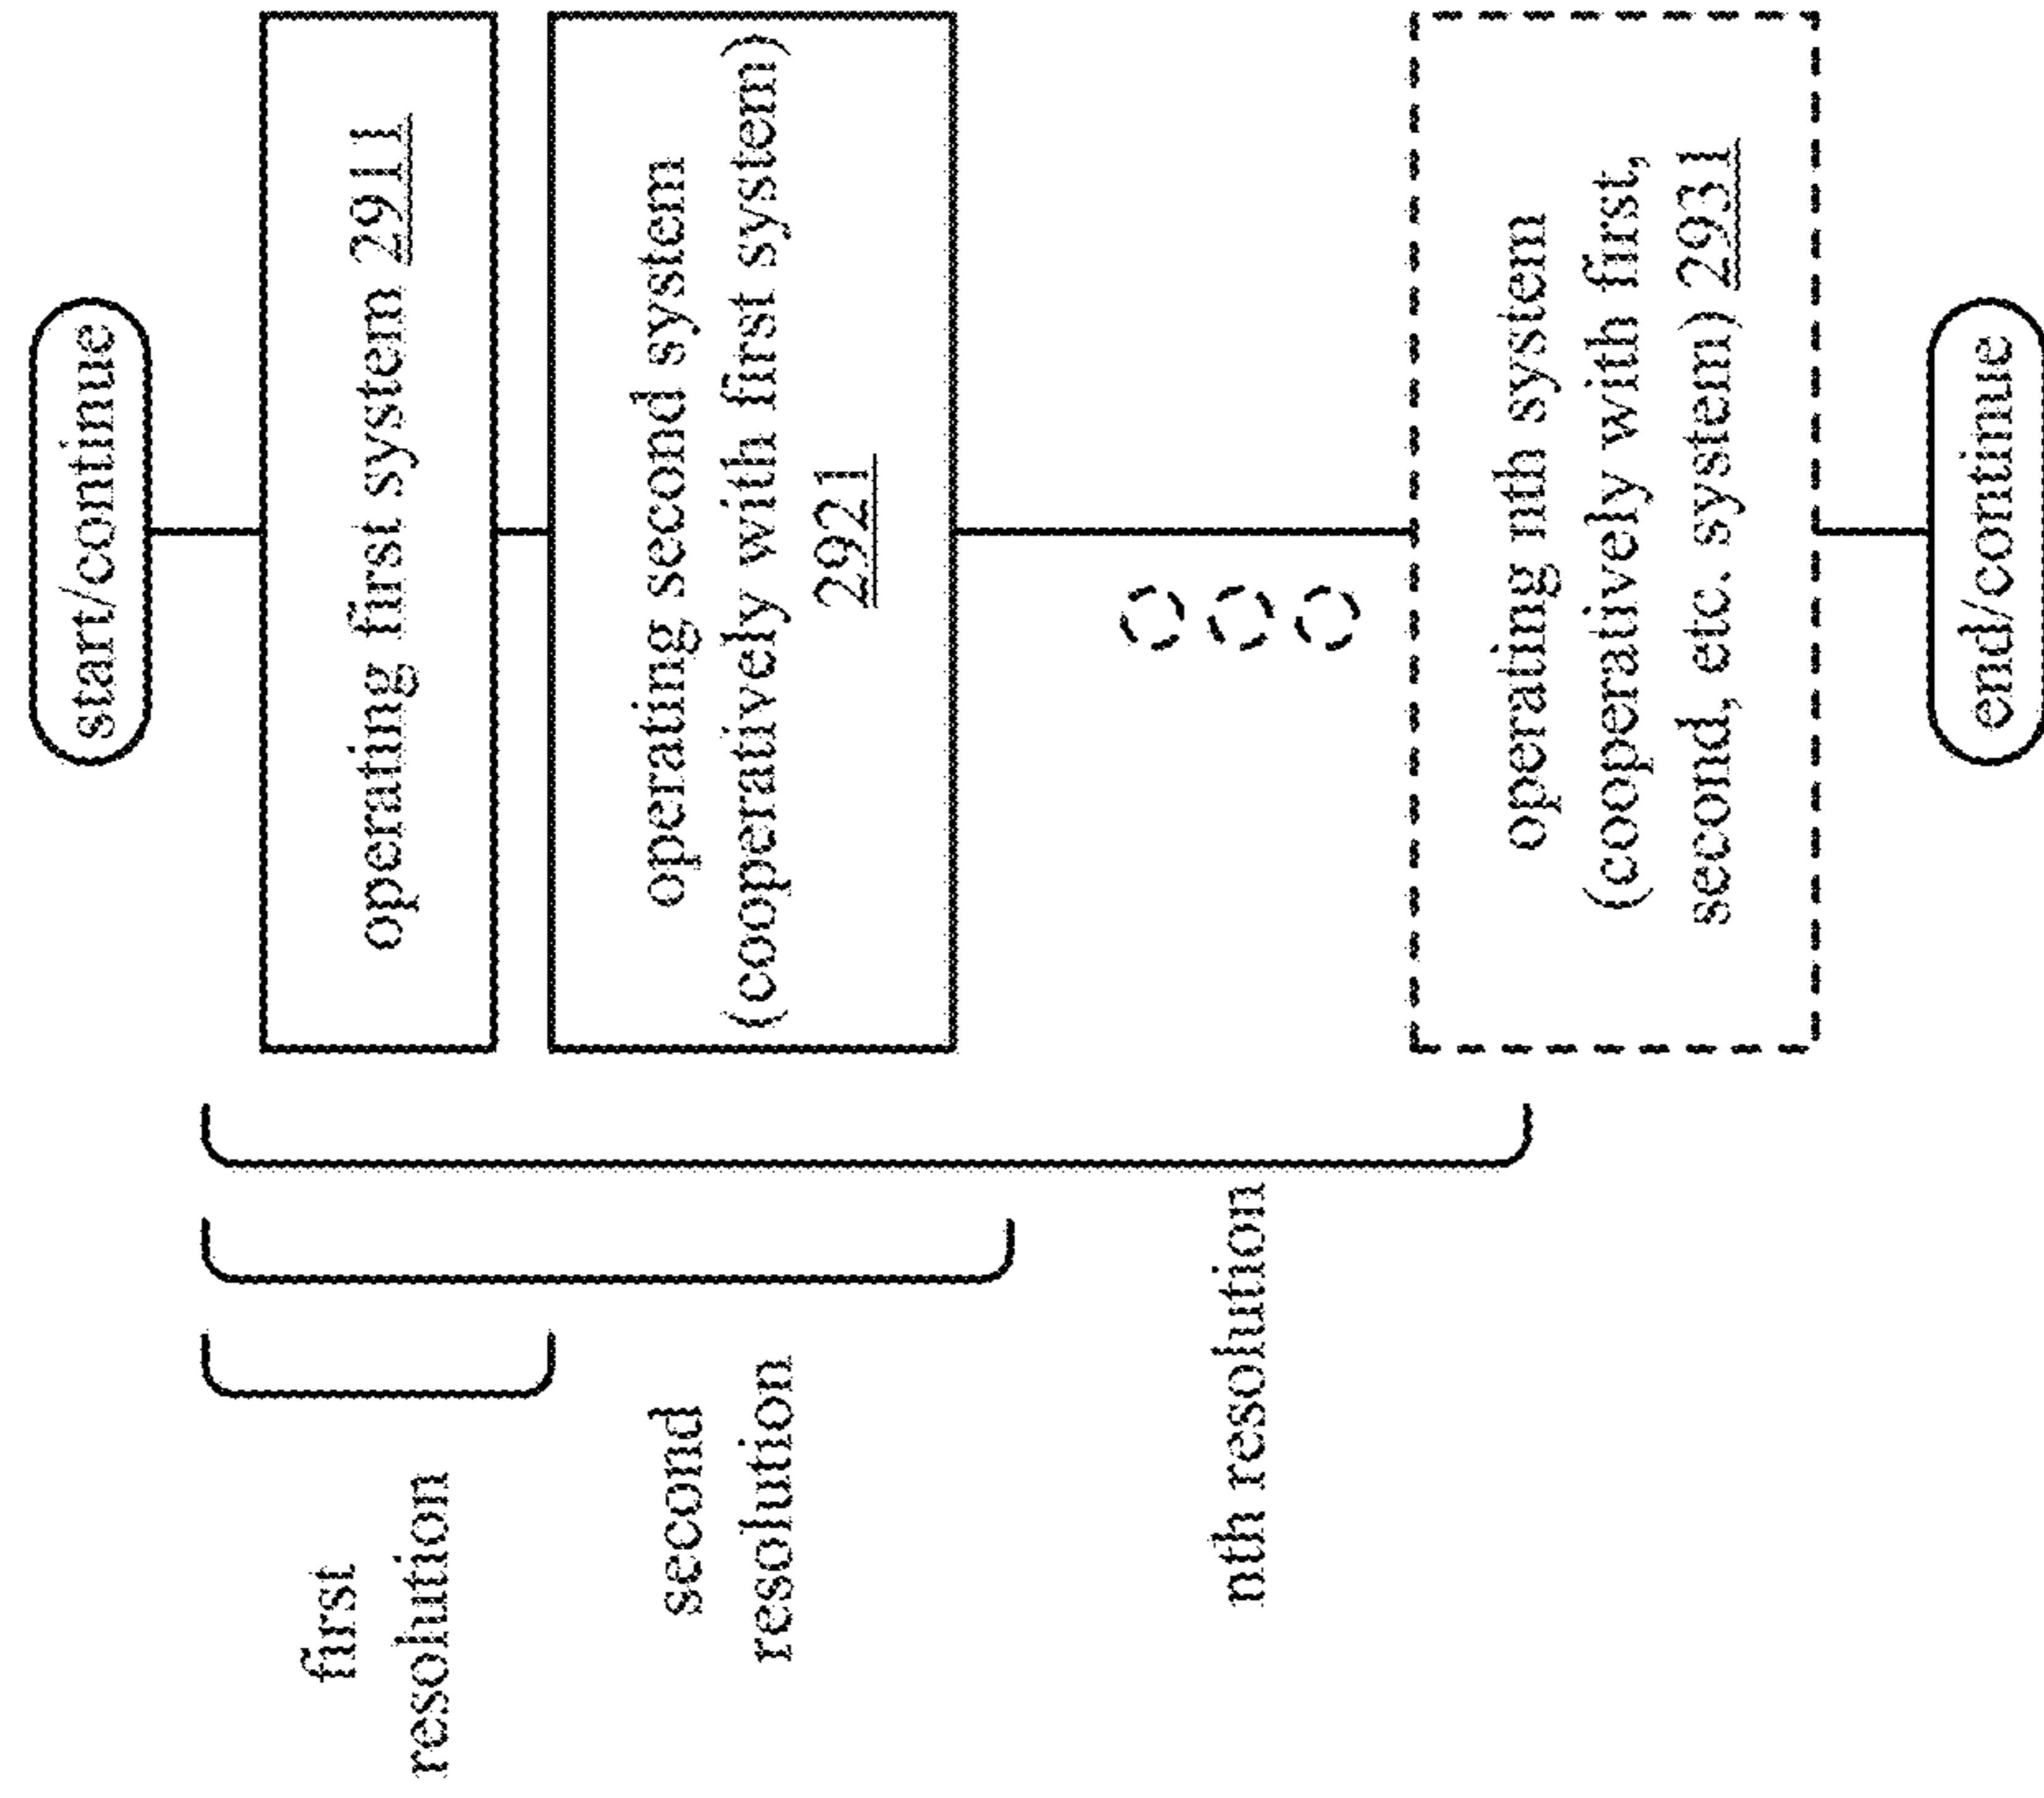 start/continue
operating first system 2911
operating second system
(cooperatively with first system)
2921
operating nth system
(cooperatively with first,
second, etc. system) 2931
end/continue
first
resolution
second
resolution
nth resolution